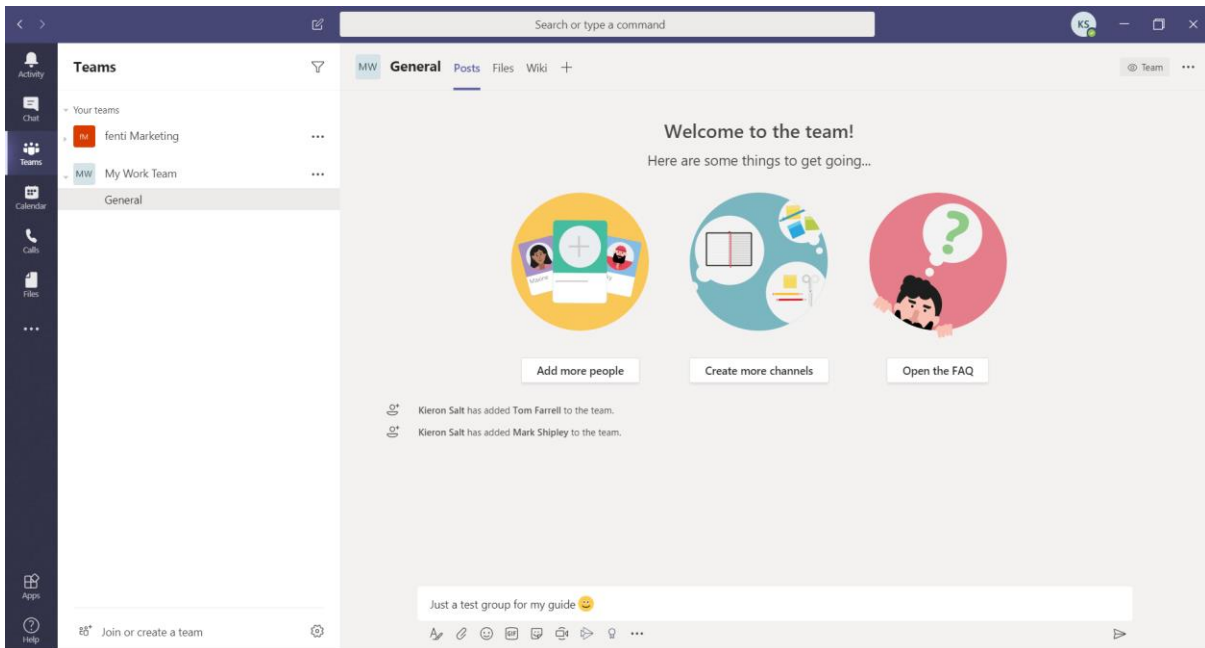 Search or type a command
KS
Activity
Chat
Teams
Calendar
Calls
Files
Apps
Help
Teams
Your teams
FM fenti Marketing
MW My Work Team
General
Join or create a team
MW General Posts Files Wiki
Team
Welcome to the team!
Here are some things to get going...
GIF
Add more people
Create more channels
Open the FAQ
Kieron Salt has added Tom Farrell to the team.
Kieron Salt has added Mark Shipley to the team.
Just a test group for my guide 😊